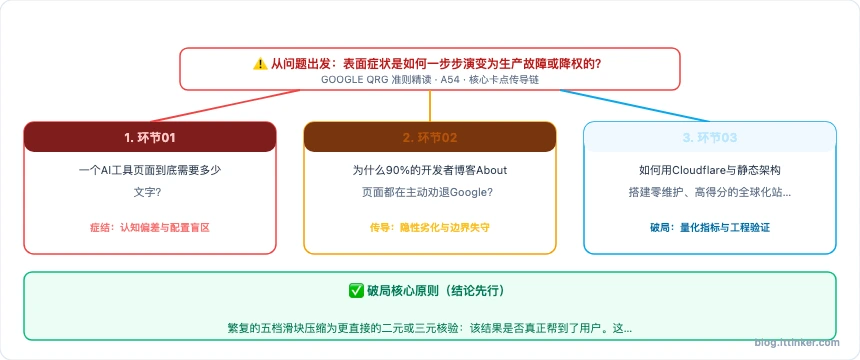 ⚠️ 从问题出发：表面症状是如何一步步演变为生产故障或降权的？
GOOGLE QRG 准则精读 · A54 · 核心卡点传导链
1. 环节01
一个AI工具页面到底需要多少
文字？
症结：认知偏差与配置盲区
2. 环节02
为什么90%的开发者博客About
页面都在主动劝退Google？
传导：隐性劣化与边界失守
3. 环节03
如何用Cloudflare与静态架构
搭建零维护、高得分的全球化站...
破局：量化指标与工程验证
✅ 破局核心原则（结论先行）
繁复的五档滑块压缩为更直接的二元或三元核验：该结果是否真正帮到了用户。这...
blog.ittinker.com